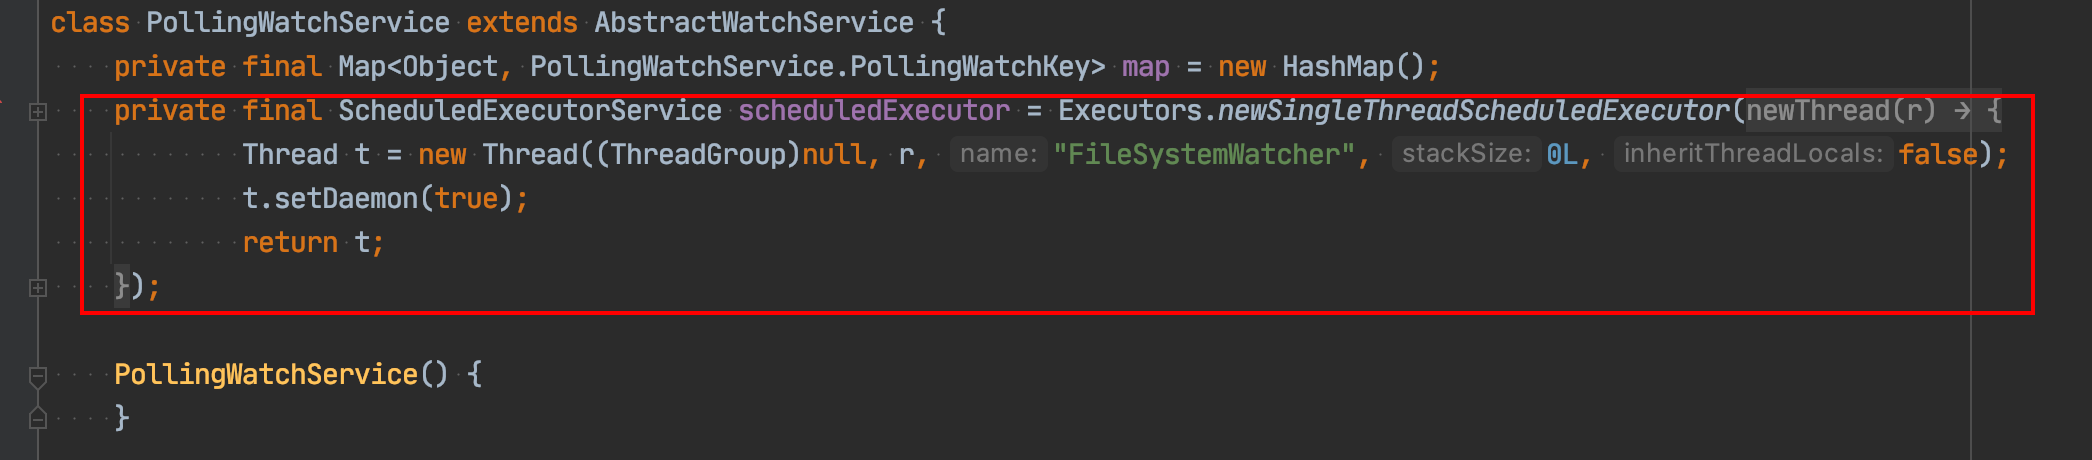 class PollingWatchService extends AbstractWatchService {
private final Map<Object, PollingWatchService.PollingWatchKey> map = new HashMap();
private final ScheduledExecutorService scheduledExecutor = Executors.newSingleThreadScheduledExecutor(newThread(r) → {
Thread t = new Thread((ThreadGroup)null, r, name: "FileSystemWatcher", stackSize: 0L, inheritThreadLocals: false);
t.setDaemon(true);
return t;
});
PollingWatchService() {
}